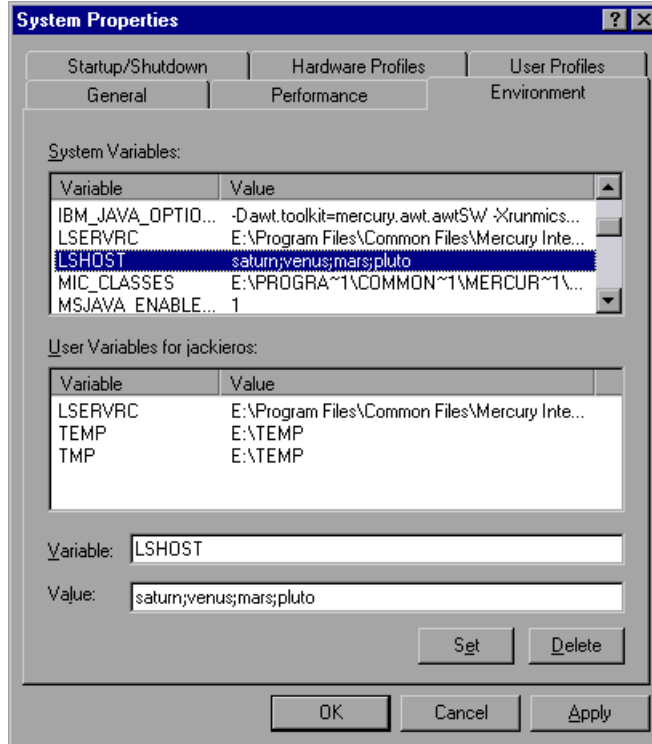 System Properties
Startup/Shutdown Hardware Profiles User Profiles
General Performance Environment
System Variables:
Variable Value
IBM_JAVA_OPTIO... -Dawt.toolkit=mercury.awt.awtSW -Xrunmics...
LSERVRC E:\Program Files\Common Files\Mercury Inte...
LSHOST saturn;venus;mars;pluto
MIC_CLASSES E:\PROGRA~1\COMMON~1\MERCUR~1\...
MSJAVA_ENABLE... 1
User Variables for jackieros:
Variable Value
LSERVRC E:\Program Files\Common Files\Mercury Inte...
TEMP E:\TEMP
TMP E:\TEMP
Variable: LSHOST
Value: saturn;venus;mars;pluto
Set Delete
OK Cancel Apply